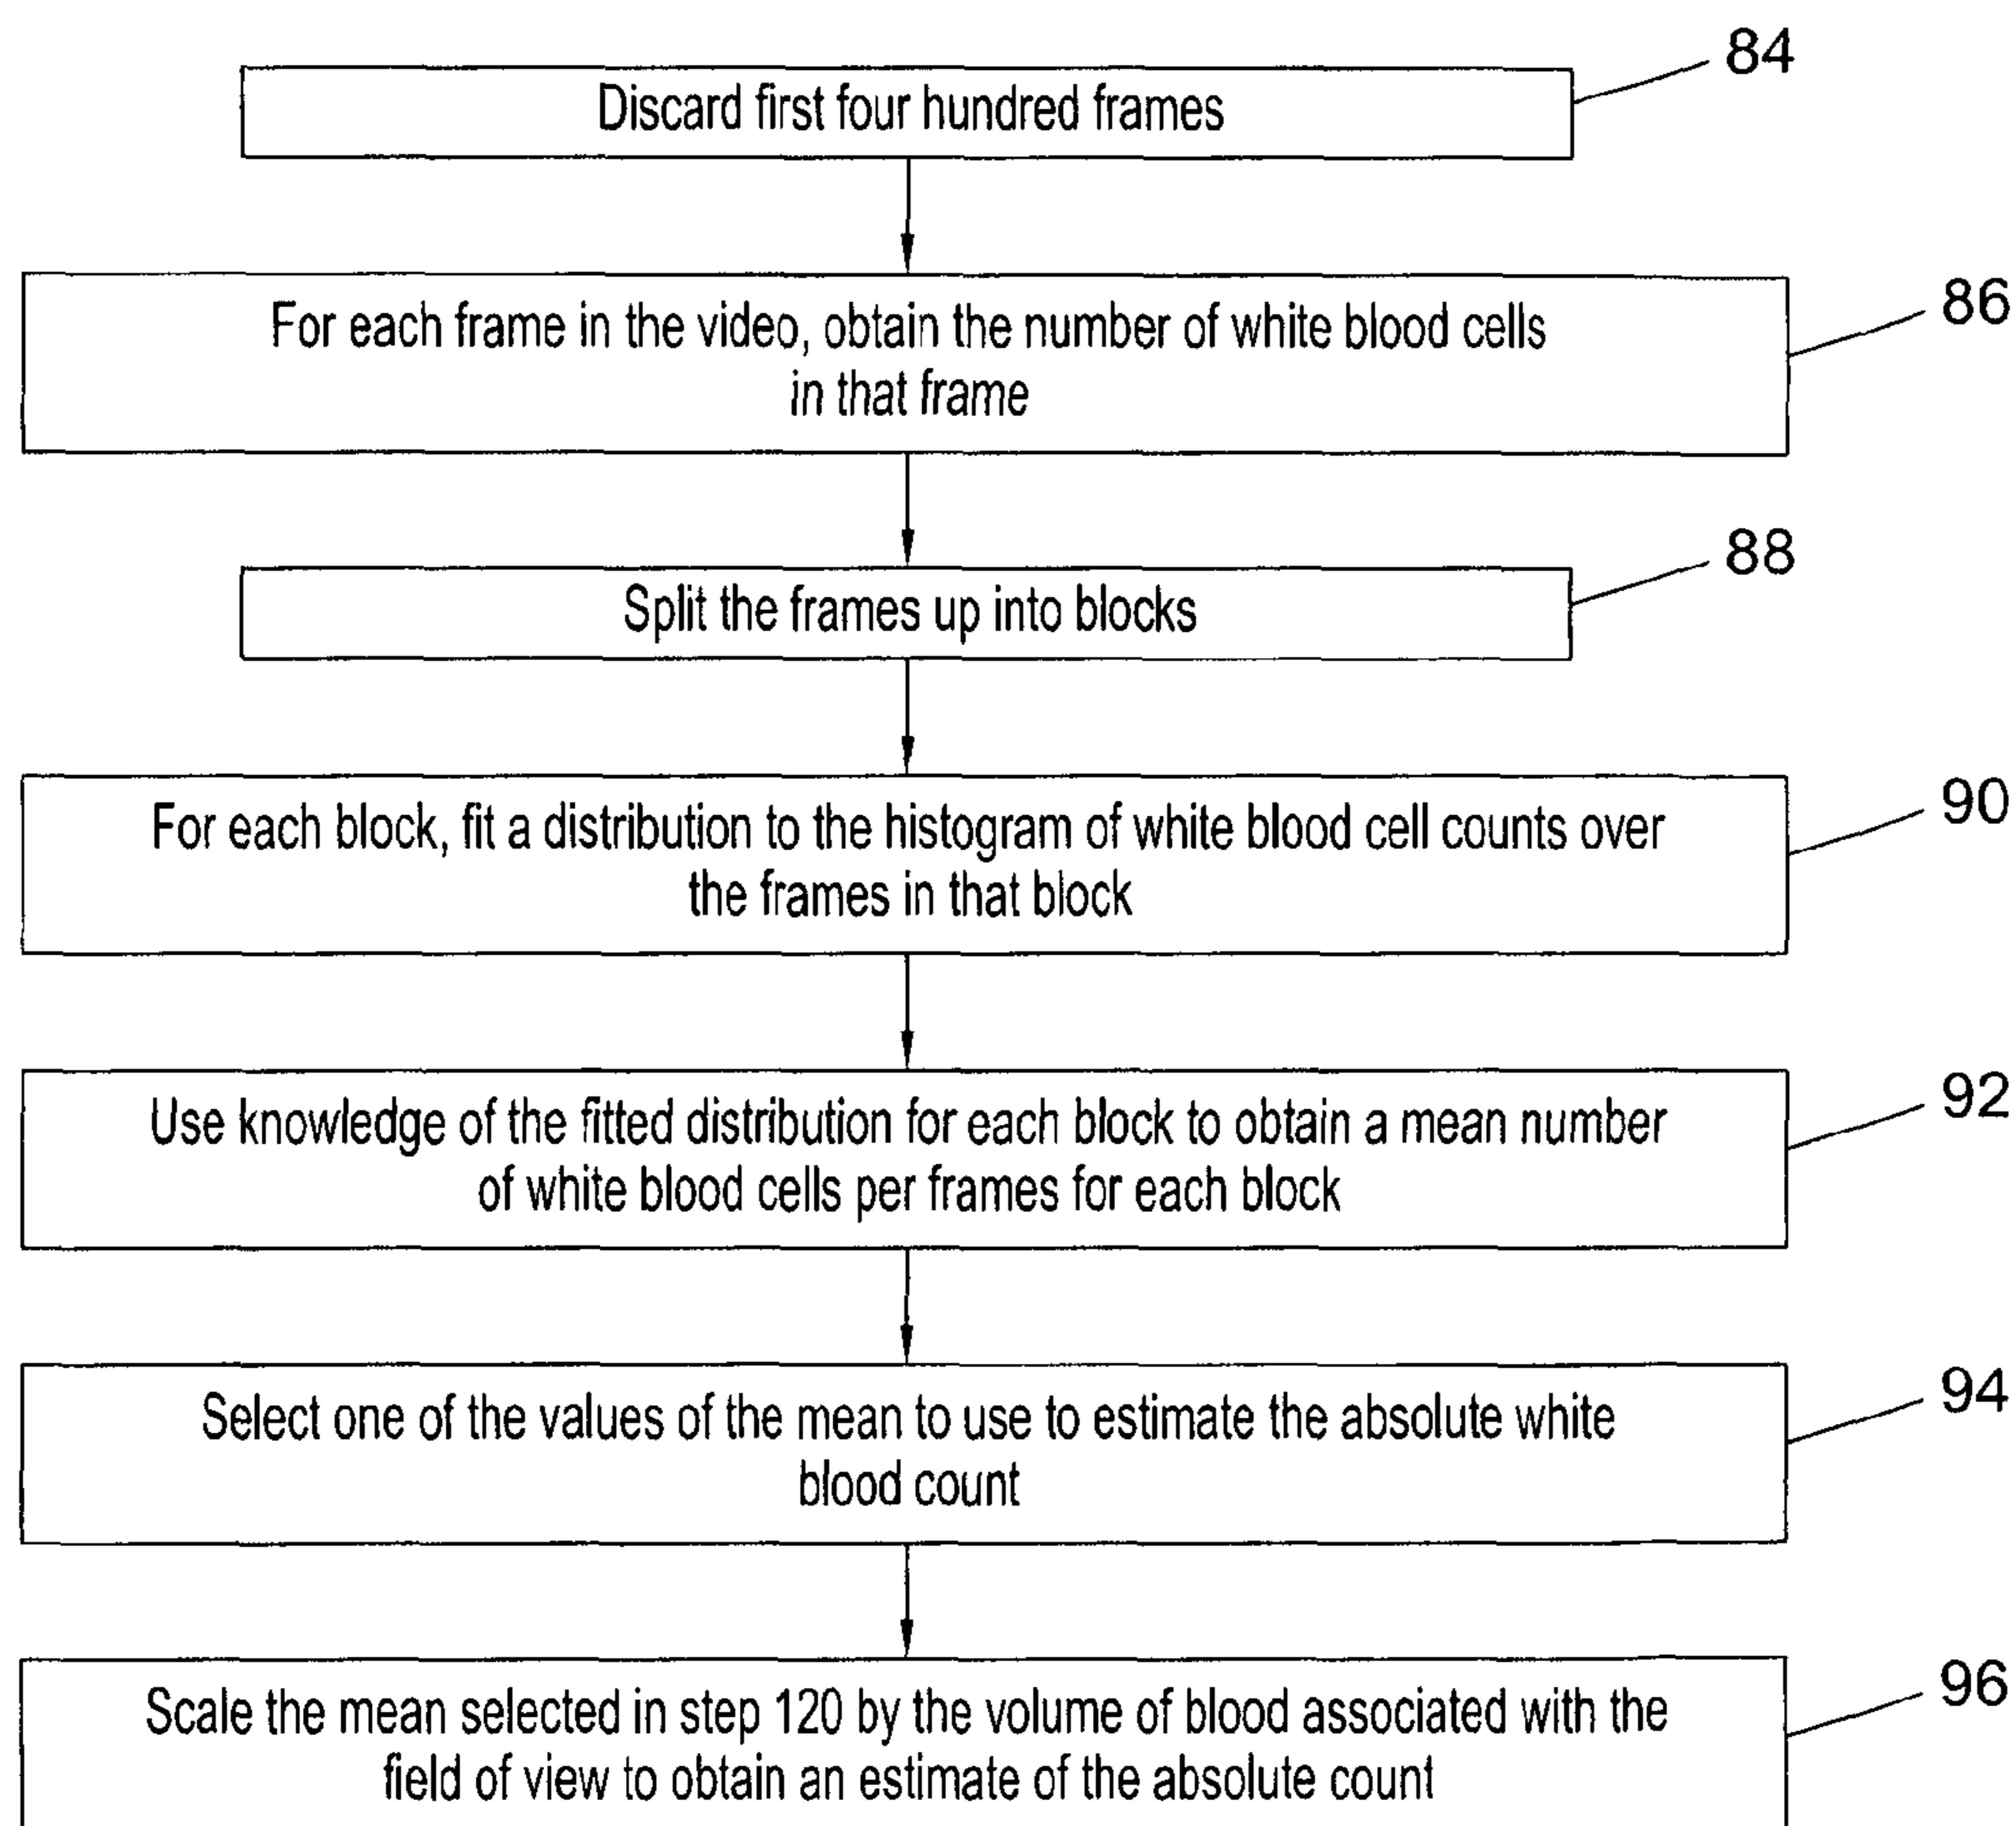 84
Discard first four hundred frames
86
For each frame in the video, obtain the number of white blood cells
in that frame
88
Split the frames up into blocks
90
For each block, fit a distribution to the histogram of white blood cell counts over
the frames in that block
92
Use knowledge of the fitted distribution for each block to obtain a mean number
of white blood cells per frames for each block
94
Select one of the values of the mean to use to estimate the absolute white
blood count
96
Scale the mean selected in step 120 by the volume of blood associated with the
field of view to obtain an estimate of the absolute count